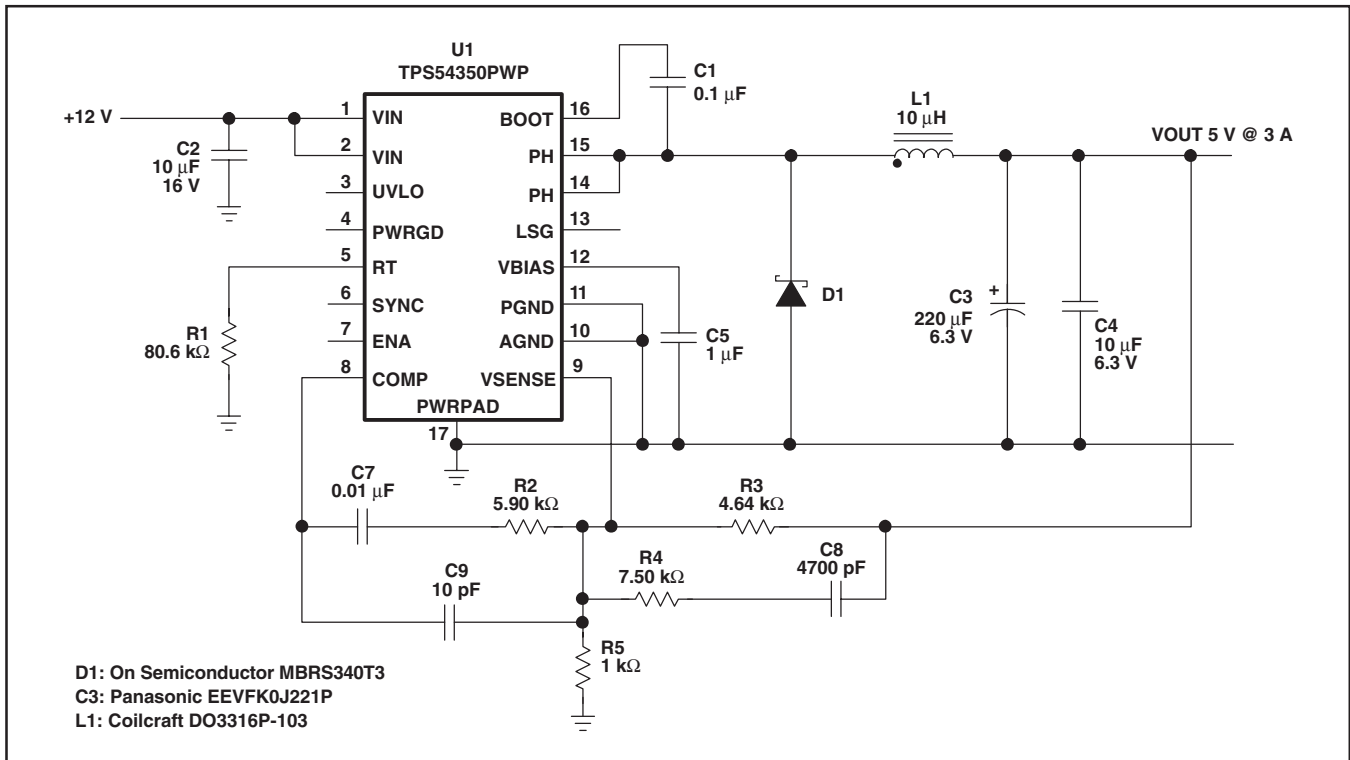 U1
TPS54350PWP
+12 V
C2
10 μF
16 V
1 VIN
2 VIN
3 UVLO
4 PWRGD
5 RT
6 SYNC
7 ENA
8 COMP
BOOT 16
PH 15
PH 14
LSG 13
VBIAS 12
PGND 11
AGND 10
VSENSE 9
PWRPAD
17
C1
0.1 μF
L1
10 μH
VOUT 5 V @ 3 A
R1
80.6 kΩ
C5
1 μF
D1
+
C3
220 μF
6.3 V
C4
10 μF
6.3 V
C7
0.01 μF
R2
5.90 kΩ
R3
4.64 kΩ
C9
10 pF
R4
7.50 kΩ
C8
4700 pF
R5
1 kΩ
D1: On Semiconductor MBRS340T3
C3: Panasonic EEVFK0J221P
L1: Coilcraft DO3316P-103